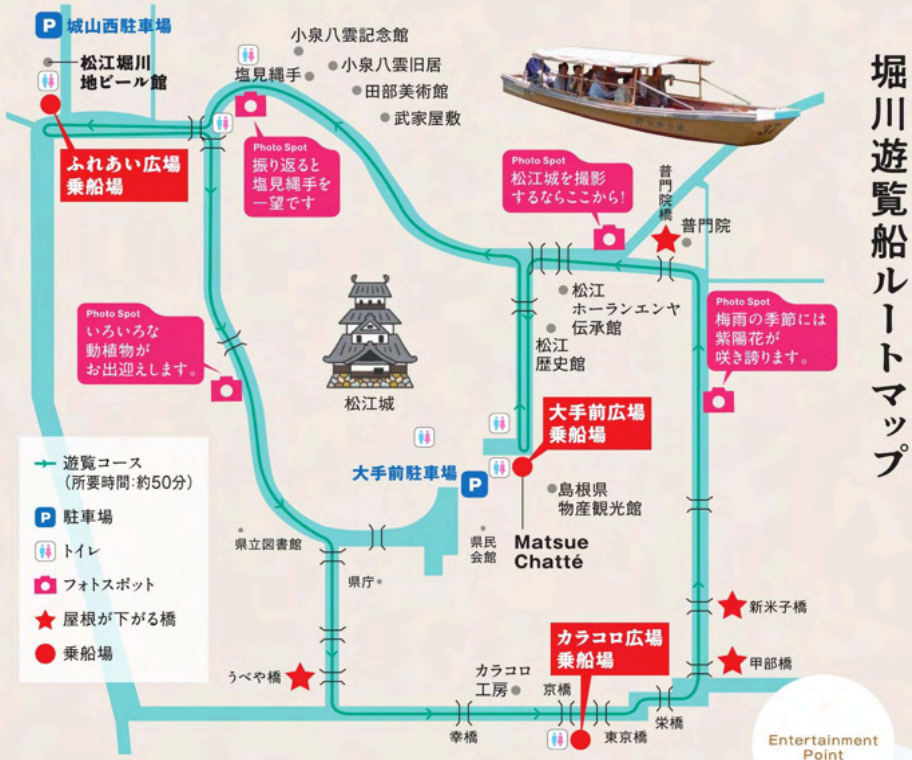 堀川遊覧船ルートマップ
P 城山西駐車場
松江堀川
地ビール館
ふれあい広場
乗船場
小泉八雲記念館
塩見縄手
小泉八雲旧居
田部美術館
武家屋敷
Photo Spot
振り返ると
塩見縄手を
一望です
Photo Spot
松江城を撮影
するならここから!
普門院橋
普門院
松江
ホーランエンヤ
伝承館
松江
歴史館
Photo Spot
梅雨の季節には
紫陽花が
咲き誇ります。
Photo Spot
いろいろな
動植物が
お出迎えします。
松江城
大手前広場
乗船場
大手前駐車場
P
島根県
物産観光館
Matsue
Chatté
県民
会館
県立図書館
県庁
遊覧コース
(所要時間:約50分)
P 駐車場
トイレ
フォトスポット
屋根が下がる橋
乗船場
うべや橋
カラコロ広場
乗船場
カラコロ
工房
京橋
幸橋
東京橋
栄橋
新米子橋
甲部橋
Entertainment
Point